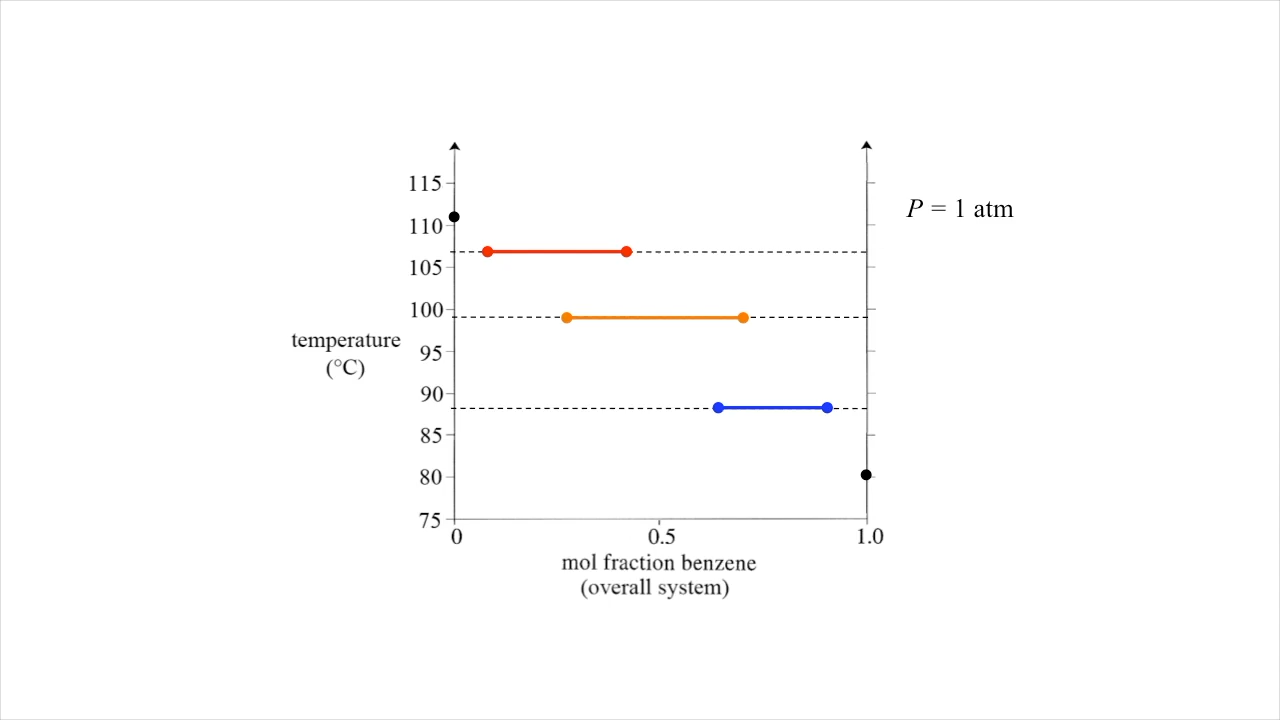 115
P = 1 atm
110
105
100
temperature
(°C)
95
90
85
80
75
0
0.5
1.0
mol fraction benzene
(overall system)